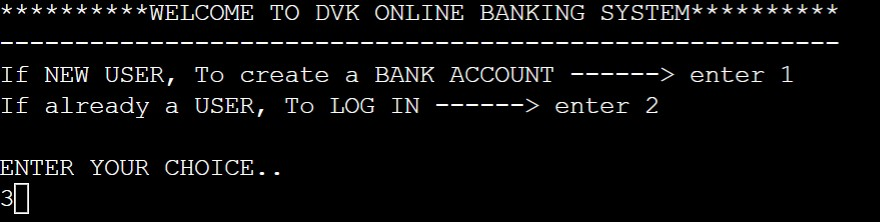 **********WELCOME TO DVK ONLINE BANKING SYSTEM**********
--------------------------------------------------------
If NEW USER, To create a BANK ACCOUNT ------> enter 1
If already a USER, To LOG IN ------> enter 2
ENTER YOUR CHOICE..
3